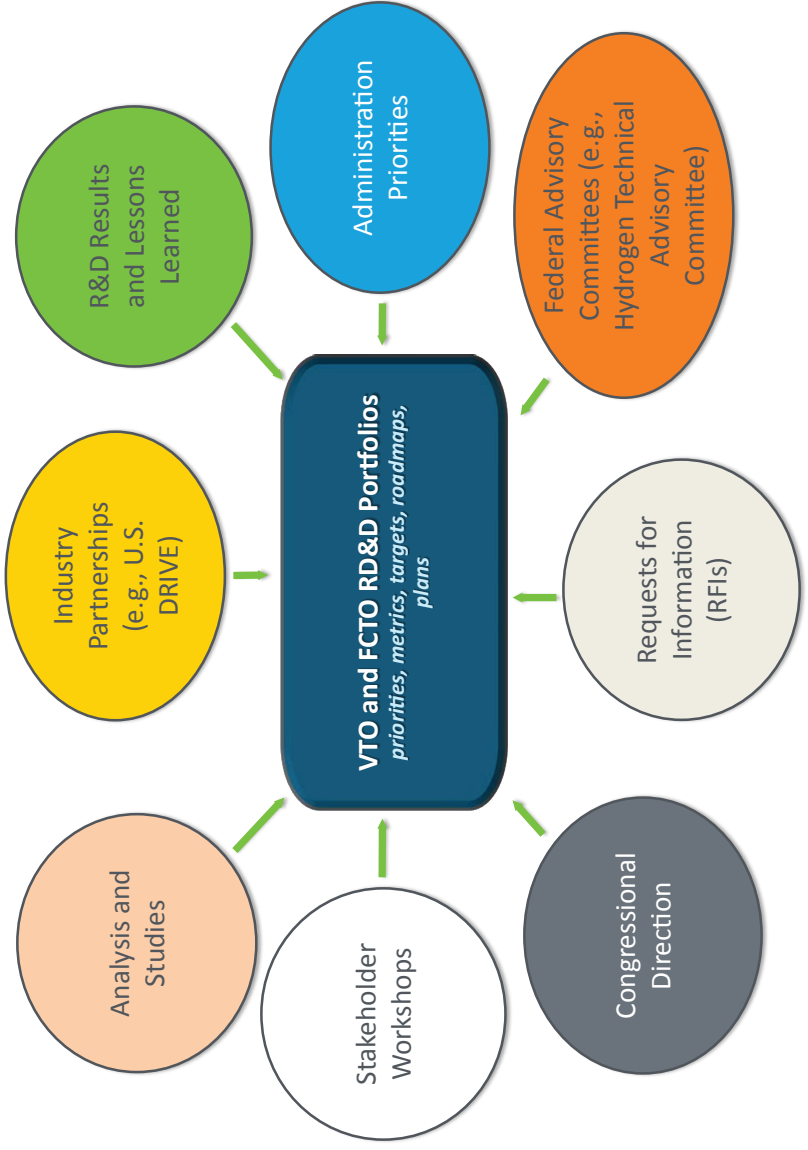 Analysis and
Studies
Industry
Partnerships
(e.g., U.S.
DRIVE)
R&D Results
and Lessons
Learned
Stakeholder
Workshops
VTO and FCTO RD&D Portfolios
priorities, metrics, targets, roadmaps,
plans
Administration
Priorities
Congressional
Direction
Requests for
Information
(RFIs)
Federal Advisory
Committees (e.g.,
Hydrogen Technical
Advisory
Committee)